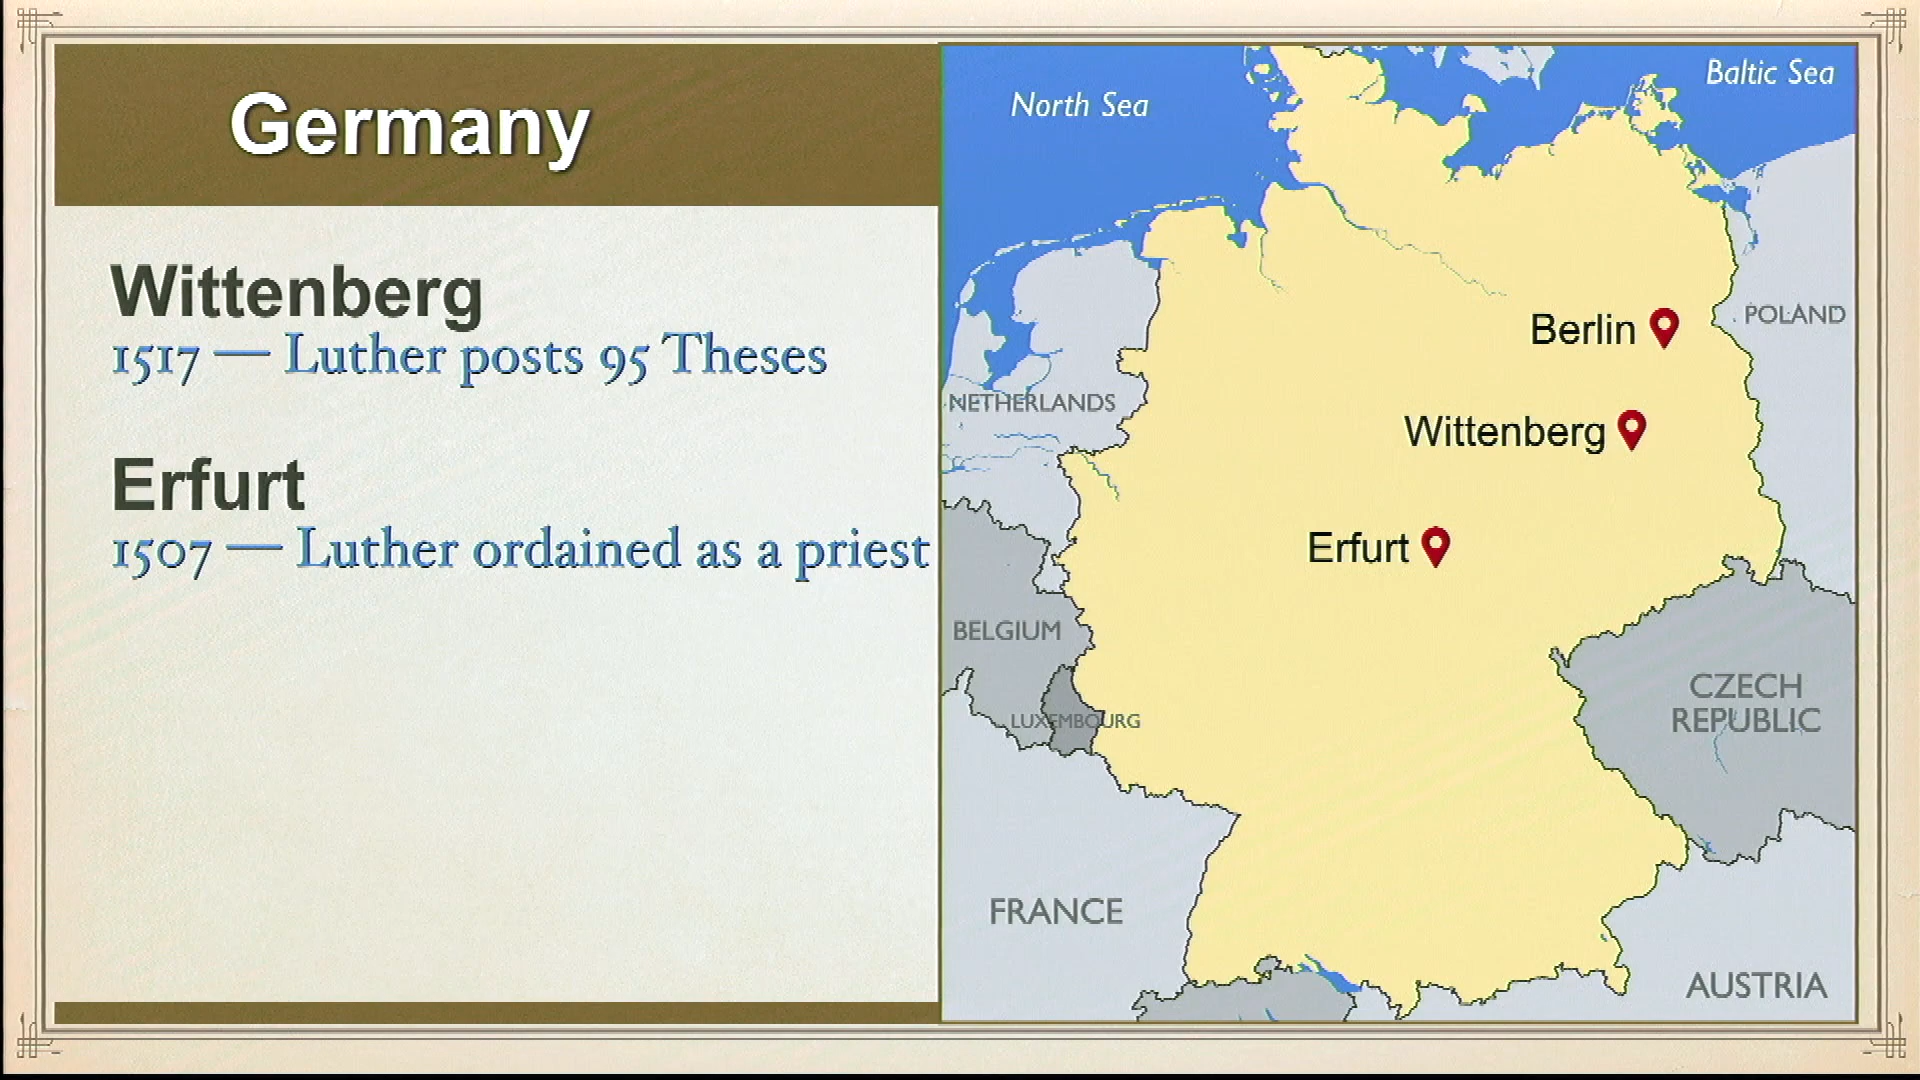 Germany
Wittenberg
1517 — Luther posts 95 Theses
Erfurt
1507 — Luther ordained as a priest
North Sea
Baltic Sea
Berlin
POLAND
NETHERLANDS
Wittenberg
Erfurt
BELGIUM
CZECH
REPUBLIC
LUXEMBOURG
FRANCE
AUSTRIA